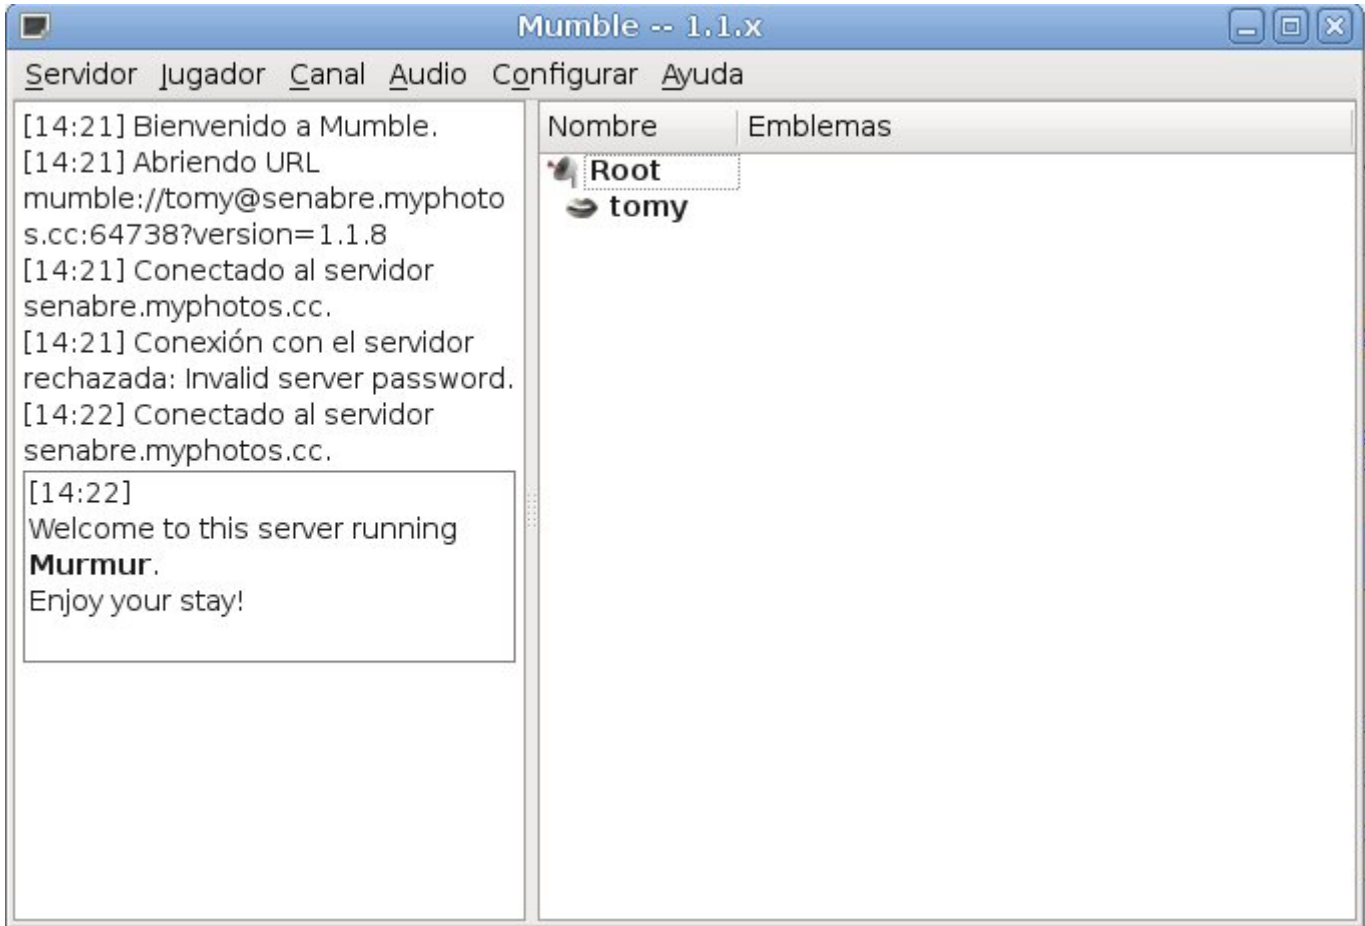 Mumble -- 1.1.x
Servidor Jugador Canal Audio Configurar Ayuda
[14:21] Bienvenido a Mumble.
[14:21] Abriendo URL
mumble://tomy@senabre.myphoto
s.cc:64738?version=1.1.8
[14:21] Conectado al servidor
senabre.myphotos.cc.
[14:21] Conexión con el servidor
rechazada: Invalid server password.
[14:22] Conectado al servidor
senabre.myphotos.cc.
[14:22]
Welcome to this server running
Murmur.
Enjoy your stay!
Nombre Emblemas
Root
tomy